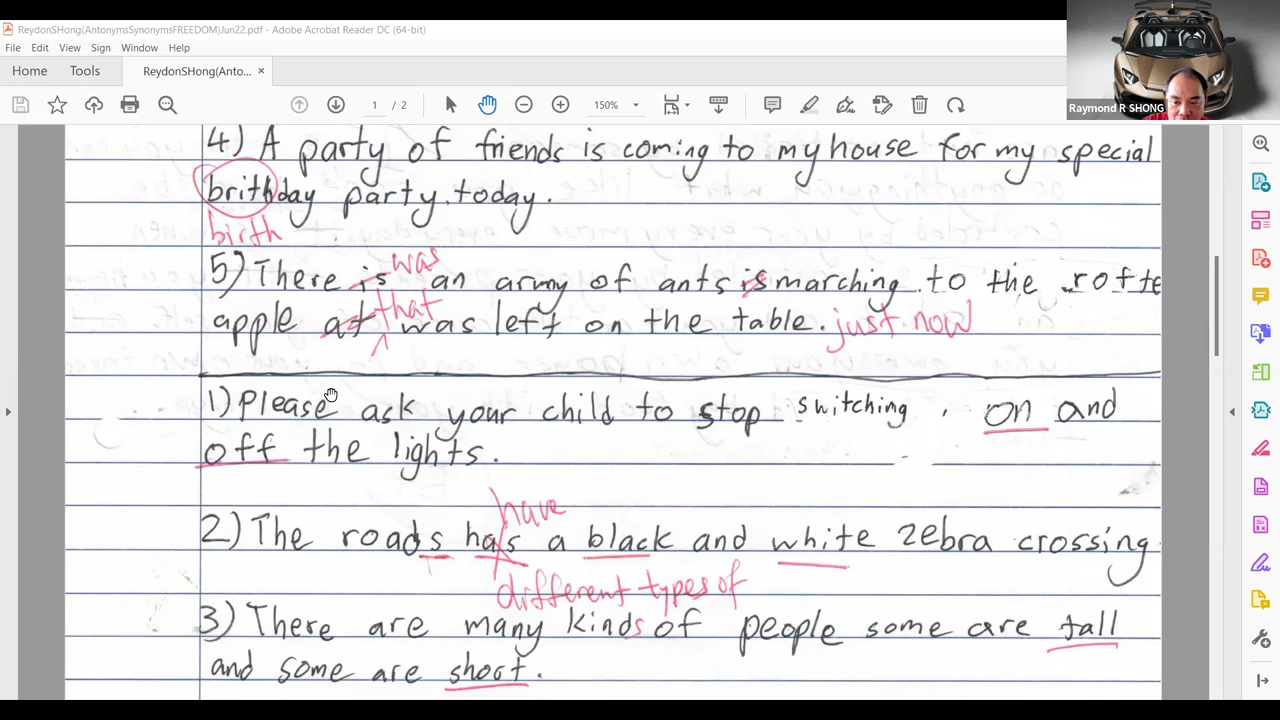 ReydonSHong(AntonymsSynonymsFREEDOM)Jun22.pdf - Adobe Acrobat Reader DC (64-bit)
File Edit View Sign Window Help
Home Tools ReydonSHong(Anto... ×
1 / 2 150%
Raymond R SHONG
4) A party of friends is coming to my house for my special
brithday party today.
birth
was
5) There is an army of ants is marching to the rotte
that
apple at was left on the table. just now
1) Please ask your child to stop switching on and
off the lights.
have
2) The roads has a black and white zebra crossing
different types of
3) There are many kinds of people some are tall
and some are short.